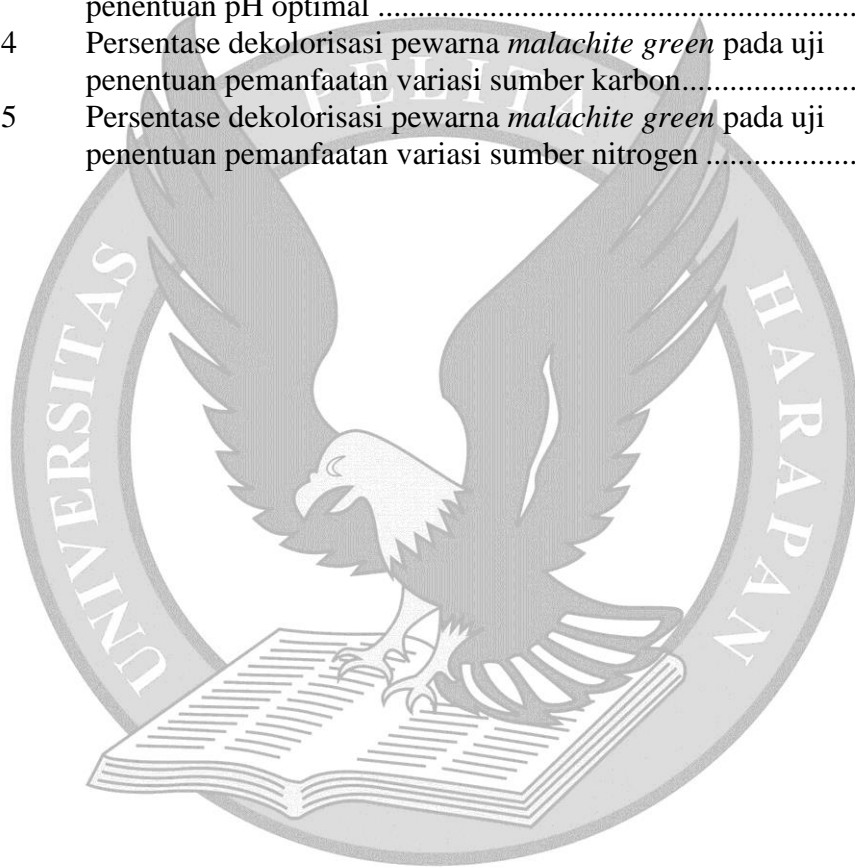 penentuan pH optimal ........................................................................
4 Persentase dekolorisasi pewarna malachite green pada uji
penentuan pemanfaatan variasi sumber karbon......................
5 Persentase dekolorisasi pewarna malachite green pada uji
penentuan pemanfaatan variasi sumber nitrogen ...................
UNIVERSITAS PELITA HARAPAN